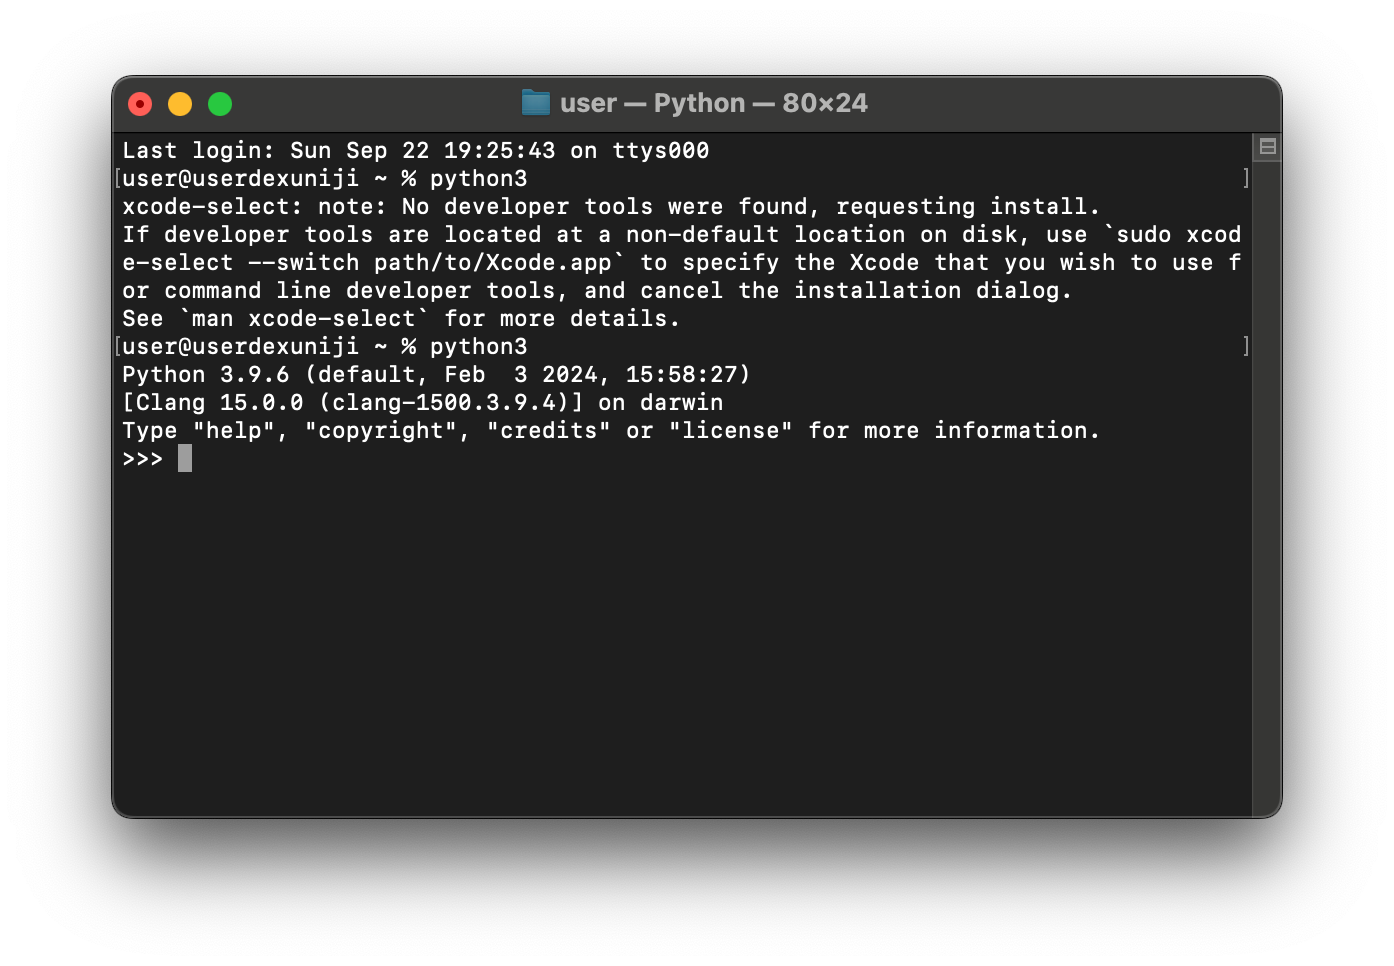 user — Python — 80×24
Last login: Sun Sep 22 19:25:43 on ttys000
[user@userdexuniji ~ % python3 ]
xcode-select: note: No developer tools were found, requesting install.
If developer tools are located at a non-default location on disk, use `sudo xcod
e-select --switch path/to/Xcode.app` to specify the Xcode that you wish to use f
or command line developer tools, and cancel the installation dialog.
See `man xcode-select` for more details.
[user@userdexuniji ~ % python3 ]
Python 3.9.6 (default, Feb  3 2024, 15:58:27)
[Clang 15.0.0 (clang-1500.3.9.4)] on darwin
Type "help", "copyright", "credits" or "license" for more information.
>>>